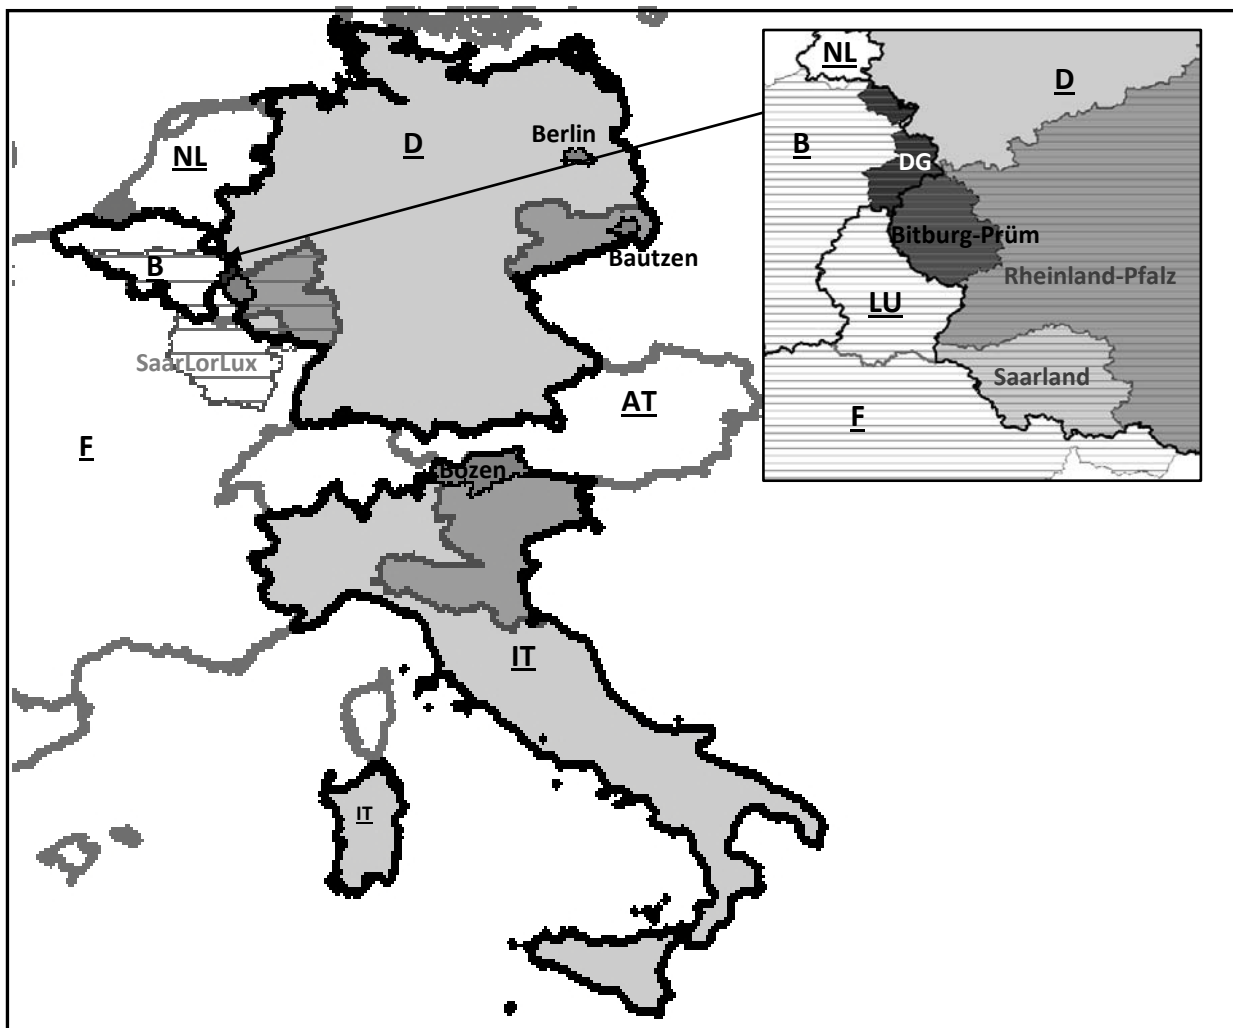 NL
D
Berlin
B
Bautzen
SaarLorLux
AT
F
Bozen
IT
IT
NL
D
B
DG
Bitburg-Prüm
Rheinland-Pfalz
LU
Saarland
F